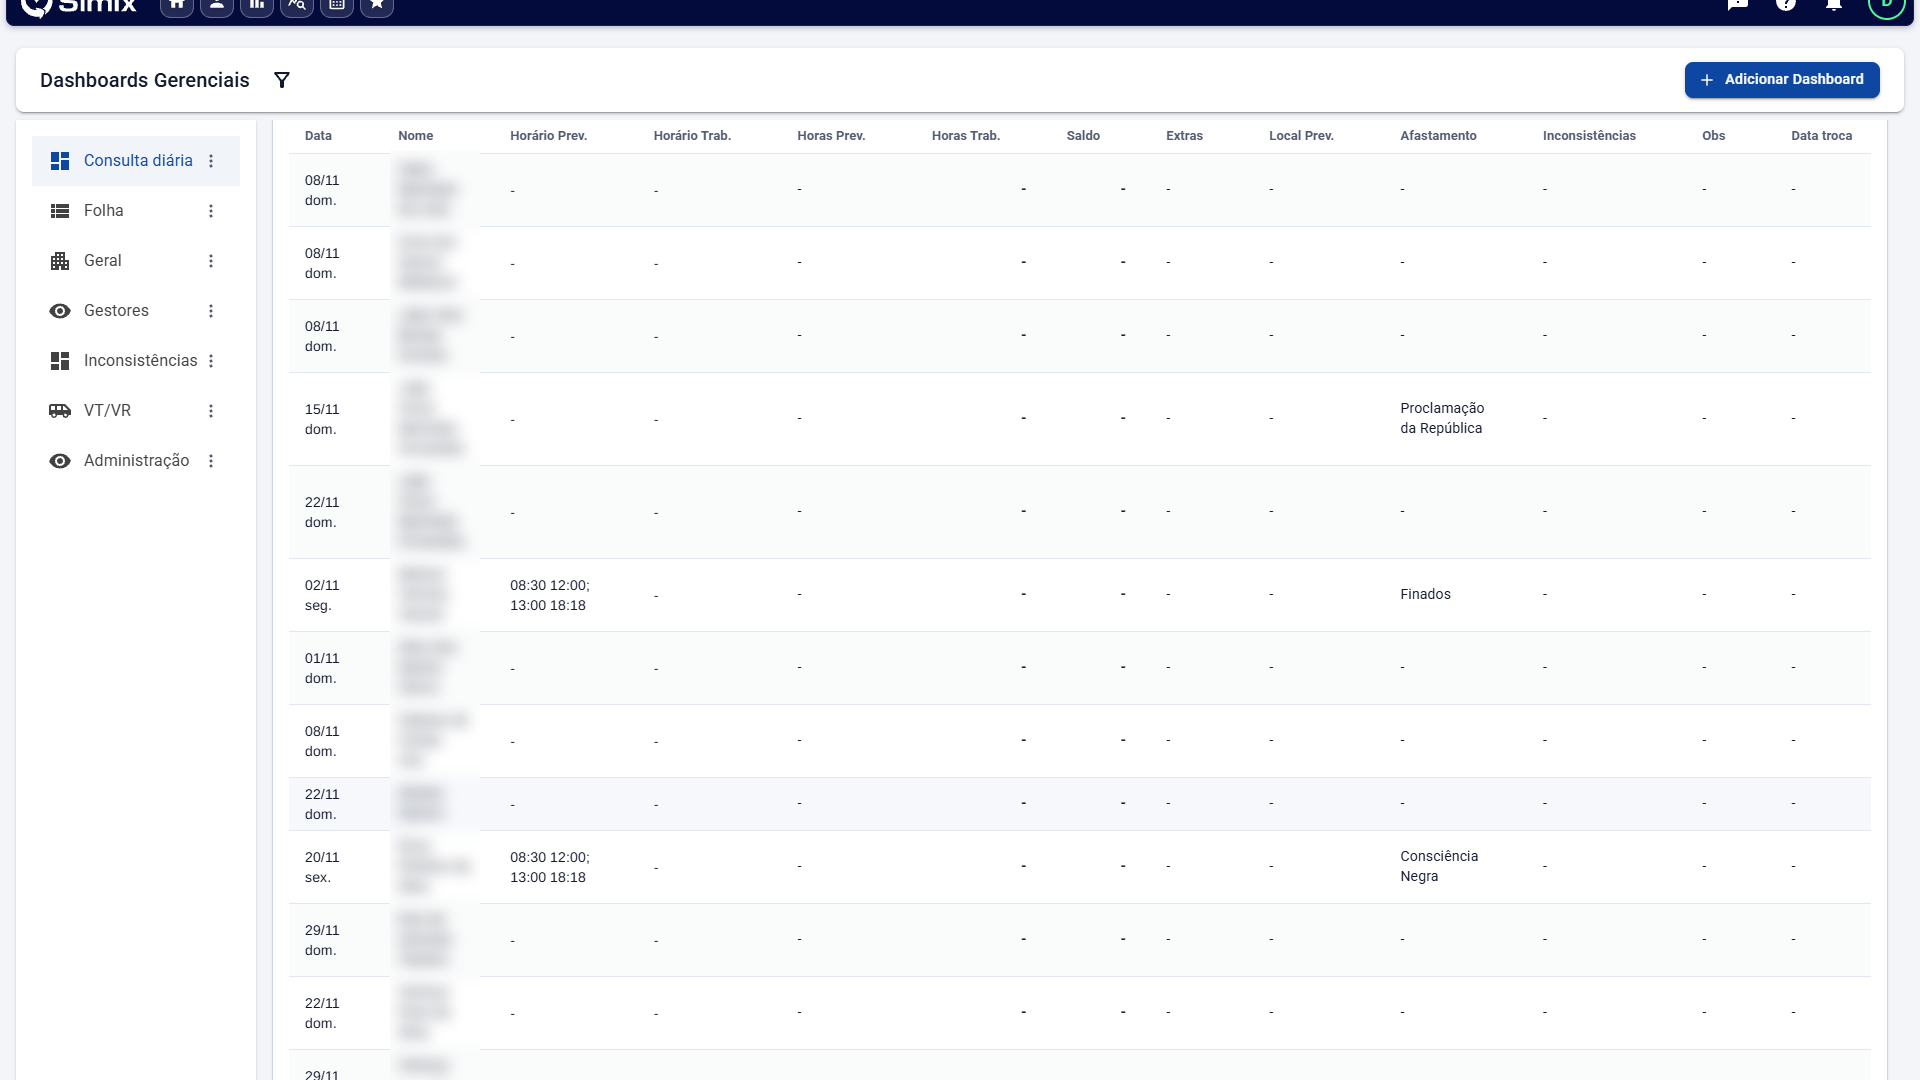 Simix
D
Dashboards Gerenciais
+ Adicionar Dashboard
Consulta diária
Folha
Geral
Gestores
Inconsistências
VT/VR
Administração
Data Nome Horário Prev. Horário Trab. Horas Prev. Horas Trab. Saldo Extras Local Prev. Afastamento Inconsistências Obs Data troca
08/11
dom.
- - - - - - - - - - -
08/11
dom.
- - - - - - - - - - -
08/11
dom.
- - - - - - - - - - -
15/11
dom.
- - - - - - -
Proclamação
da República
- - -
22/11
dom.
- - - - - - - - - - -
02/11
seg.
08:30 12:00;
13:00 18:18
- - - - - -
Finados
- - -
01/11
dom.
- - - - - - - - - - -
08/11
dom.
- - - - - - - - - - -
22/11
dom.
- - - - - - - - - - -
20/11
sex.
08:30 12:00;
13:00 18:18
- - - - - -
Consciência
Negra
- - -
29/11
dom.
- - - - - - - - - - -
22/11
dom.
- - - - - - - - - - -
29/11